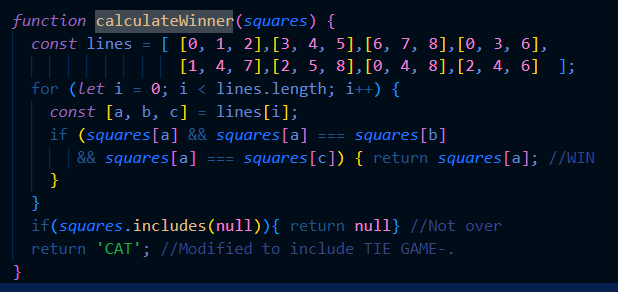 function calculateWinner(squares) {
const lines = [ [0, 1, 2],[3, 4, 5],[6, 7, 8],[0, 3, 6],
[1, 4, 7],[2, 5, 8],[0, 4, 8],[2, 4, 6]  ];
for (let i = 0; i < lines.length; i++) {
const [a, b, c] = lines[i];
if (squares[a] && squares[a] === squares[b]
&& squares[a] === squares[c]) { return squares[a]; //WIN
}
}
if(squares.includes(null)){ return null} //Not over
return 'CAT'; //Modified to include TIE GAME-.
}